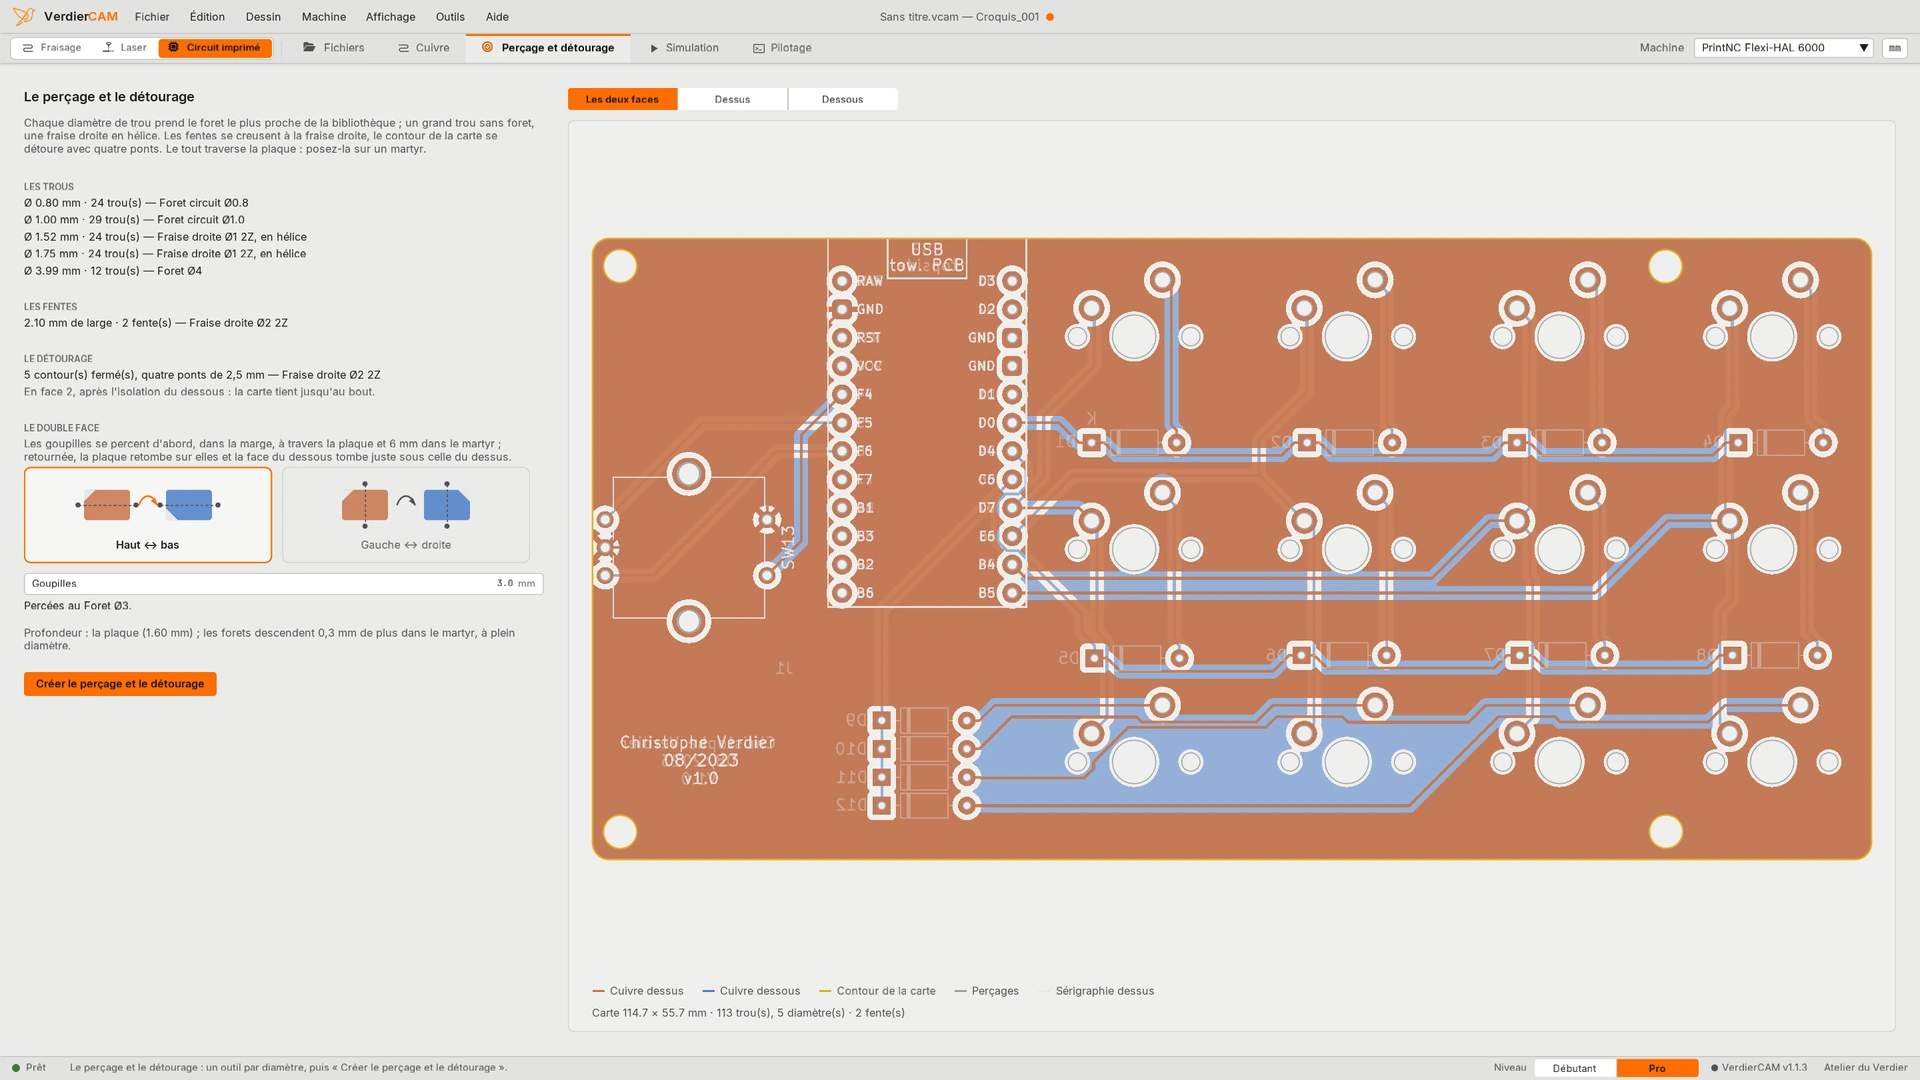 VerdierCAM Fichier Édition Dessin Machine Affichage Outils Aide Sans titre.vcam — Croquis_001
Fraisage Laser Circuit imprimé Fichiers Cuivre Perçage et détourage Simulation Pilotage Machine PrintNC Flexi-HAL 6000 mm
Le perçage et le détourage
Chaque diamètre de trou prend le foret le plus proche de la bibliothèque ; un grand trou sans foret,
une fraise droite en hélice. Les fentes se creusent à la fraise droite, le contour de la carte se
détoure avec quatre ponts. Le tout traverse la plaque : posez-la sur un martyr.
LES TROUS
Ø 0.80 mm · 24 trou(s) — Foret circuit Ø0.8
Ø 1.00 mm · 29 trou(s) — Foret circuit Ø1.0
Ø 1.52 mm · 24 trou(s) — Fraise droite Ø1 2Z, en hélice
Ø 1.75 mm · 24 trou(s) — Fraise droite Ø1 2Z, en hélice
Ø 3.99 mm · 12 trou(s) — Foret Ø4
LES FENTES
2.10 mm de large · 2 fente(s) — Fraise droite Ø2 2Z
LE DÉTOURAGE
5 contour(s) fermé(s), quatre ponts de 2,5 mm — Fraise droite Ø2 2Z
En face 2, après l'isolation du dessous : la carte tient jusqu'au bout.
LE DOUBLE FACE
Les goupilles se percent d'abord, dans la marge, à travers la plaque et 6 mm dans le martyr ;
retournée, la plaque retombe sur elles et la face du dessous tombe juste sous celle du dessus.
Haut ↔ bas
Gauche ↔ droite
Goupilles 3.0 mm
Percées au Foret Ø3.
Profondeur : la plaque (1.60 mm) ; les forets descendent 0,3 mm de plus dans le martyr, à plein
diamètre.
Créer le perçage et le détourage
Les deux faces Dessus Dessous
USB
tow. PCB
RAW D3
GND D2
RST GND
VCC GND
F4 D1
F5 D0
F6 D4
F7 C6
B1 D7
B3 E6
B2 B4
B6 B5
K
D1 D2 D3 D4
SW13
D5 D6 D7 D8
J1
D9
D10
D11
D12
Christophe Verdier
08/2023
v1.0
Cuivre dessus Cuivre dessous Contour de la carte Perçages Sérigraphie dessus
Carte 114.7 × 55.7 mm · 113 trou(s), 5 diamètre(s) · 2 fente(s)
Prêt Le perçage et le détourage : un outil par diamètre, puis « Créer le perçage et le détourage ». Niveau Débutant Pro VerdierCAM v1.1.3 Atelier du Verdier